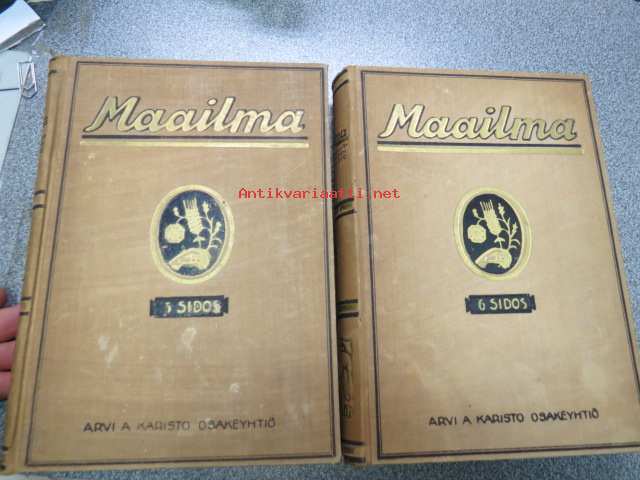 Maailma
5 SIDOS
ARVI A KARISTO OSAKEYHTIÖ
Maailma
6 SIDOS
ARVI A KARISTO OSAKEYHTIÖ
Antikvariaatti.net